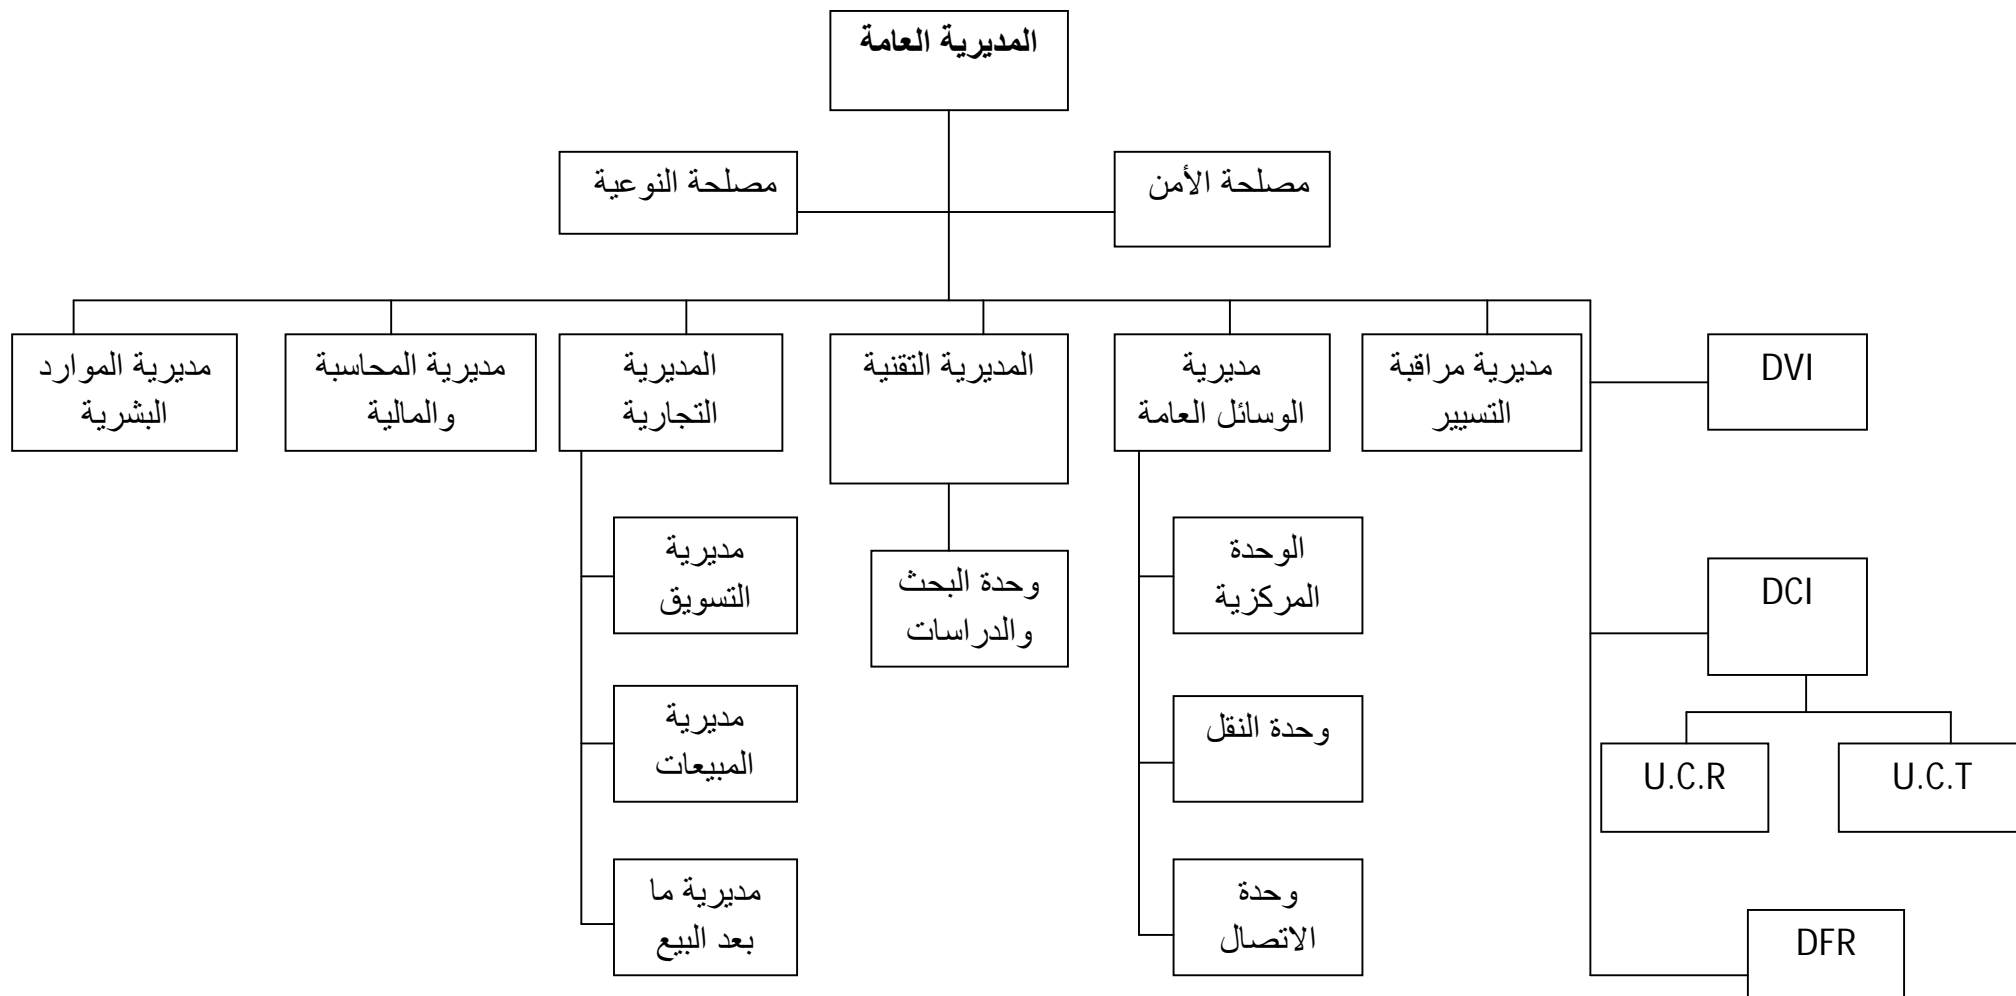 المديرية العامة
مصلحة الأمن
مصلحة النوعية
DVI
مديرية مراقبة
التسيير
مديرية
الوسائل العامة
المديرية التقنية
المديرية
التجارية
مديرية المحاسبة
والمالية
مديرية الموارد
البشرية
DCI
الوحدة
المركزية
وحدة البحث
والدراسات
مديرية
التسويق
U.C.T
U.C.R
وحدة النقل
مديرية
المبيعات
DFR
وحدة
الاتصال
مديرية ما
بعد البيع